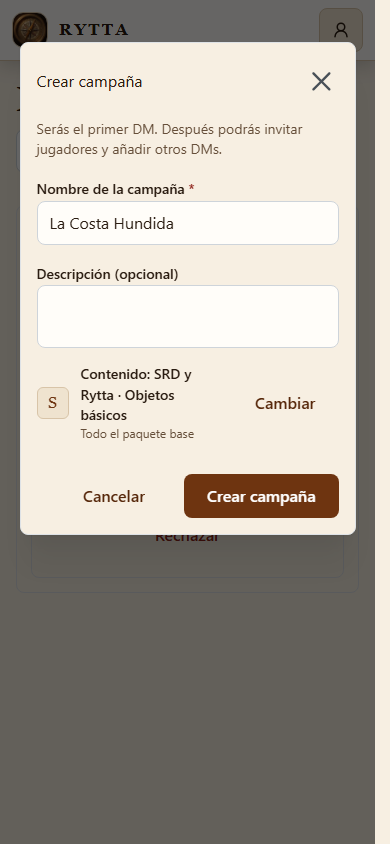 RYTTA
Crear campaña
Serás el primer DM. Después podrás invitar
jugadores y añadir otros DMs.
Nombre de la campaña *
La Costa Hundida
Descripción (opcional)
S
Contenido: SRD y
Rytta · Objetos
básicos
Todo el paquete base
Cambiar
Cancelar
Crear campaña
Rechazar